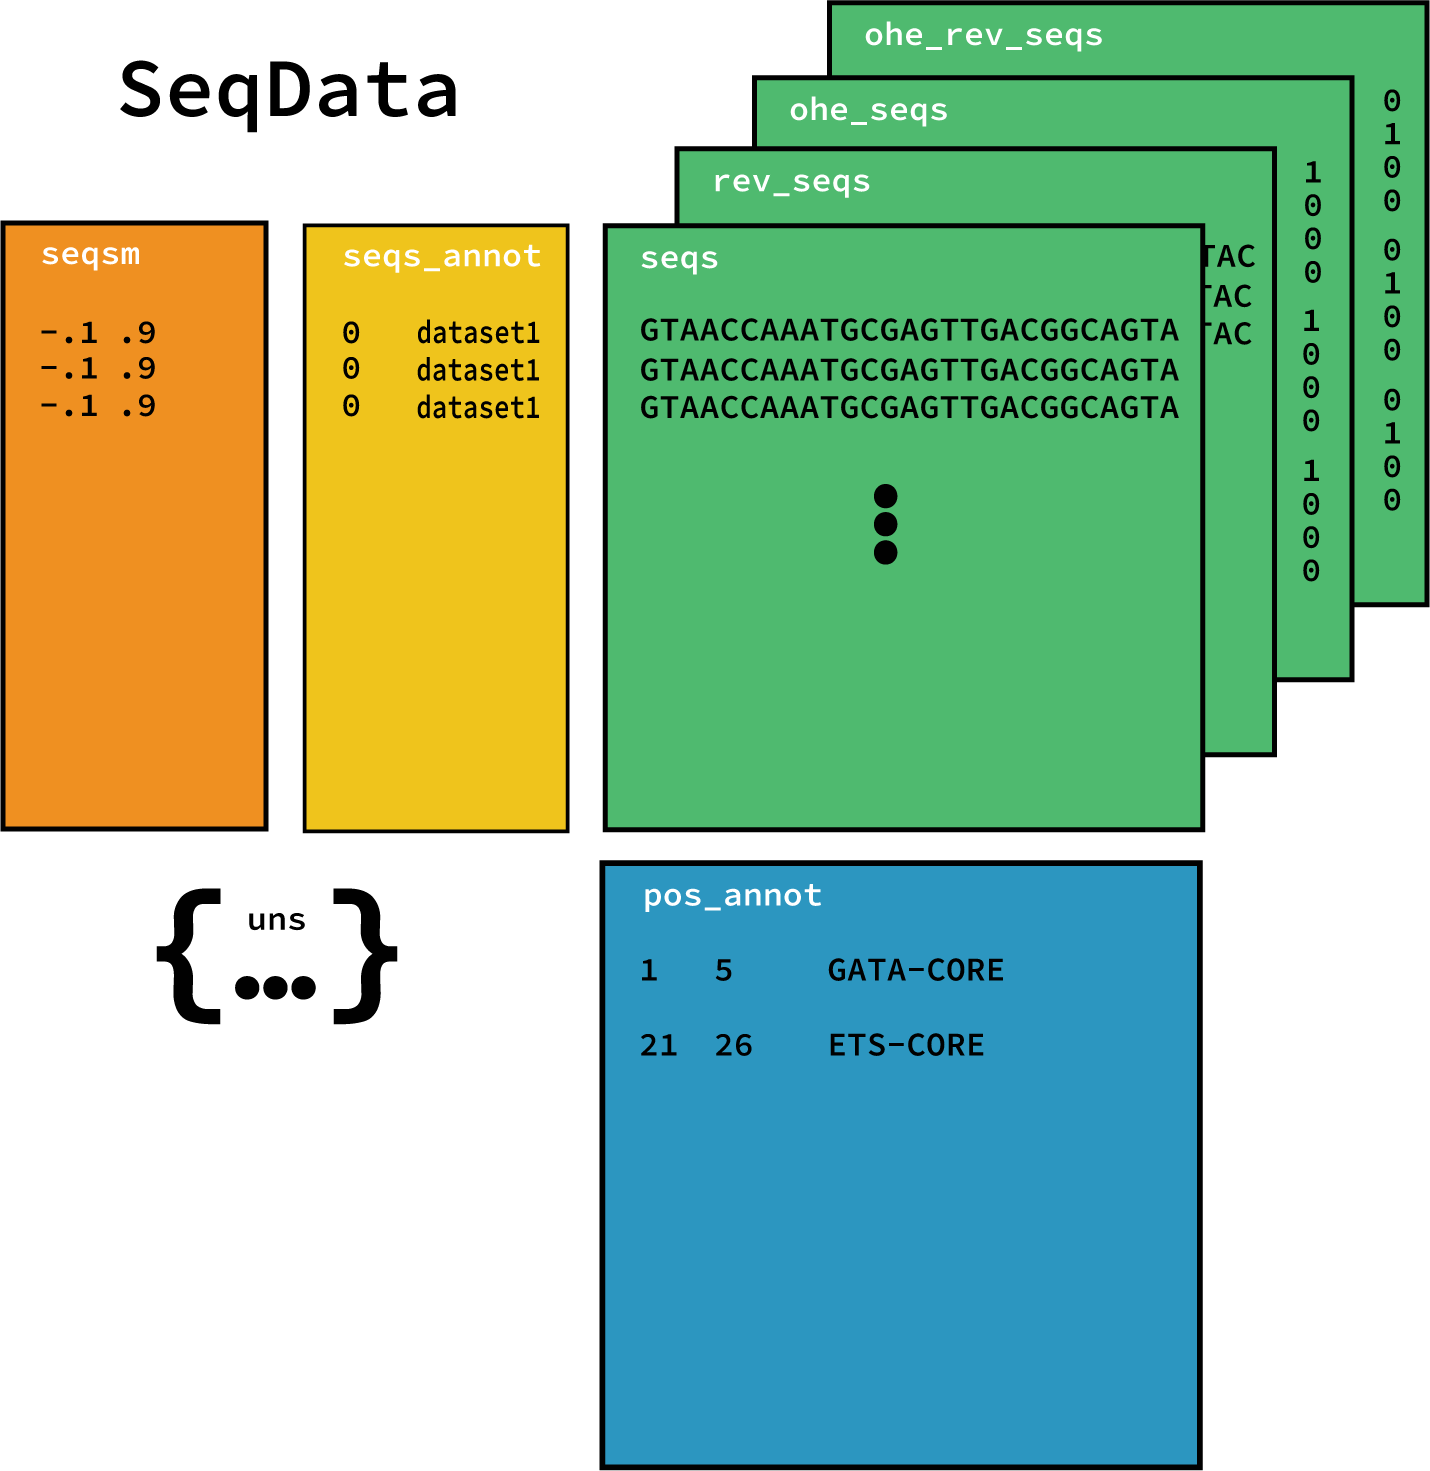 SeqData
ohe_rev_seqs
0
1
0
0
0
1
0
0
0
1
0
0
ohe_seqs
1
0
0
0
1
0
0
0
1
0
0
0
rev_seqs
TAC
TAC
TAC
seqs
GTAACCAAATGCGAGTTGACGGCAGTA
GTAACCAAATGCGAGTTGACGGCAGTA
GTAACCAAATGCGAGTTGACGGCAGTA
seqsm
-.1 .9
-.1 .9
-.1 .9
seqs_annot
0 dataset1
0 dataset1
0 dataset1
{ uns ... }
pos_annot
1 5 GATA-CORE
21 26 ETS-CORE